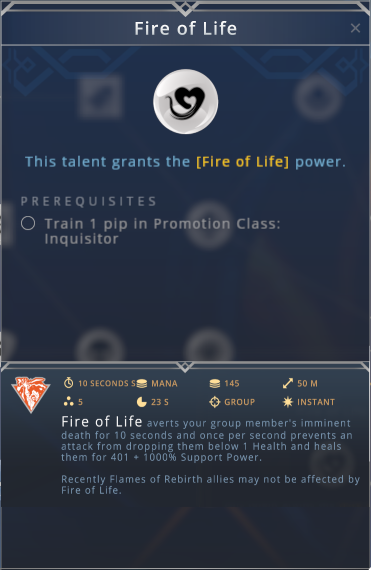 Fire of Life
This talent grants the [Fire of Life] power.
PREREQUISITES
Train 1 pip in Promotion Class:
Inquisitor
10 SECONDS S MANA 145 50 M
5 23 S GROUP INSTANT
Fire of Life averts your group member's imminent
death for 10 seconds and once per second prevents an
attack from dropping them below 1 Health and heals
them for 401 + 1000% Support Power.
Recently Flames of Rebirth allies may not be affected by
Fire of Life.